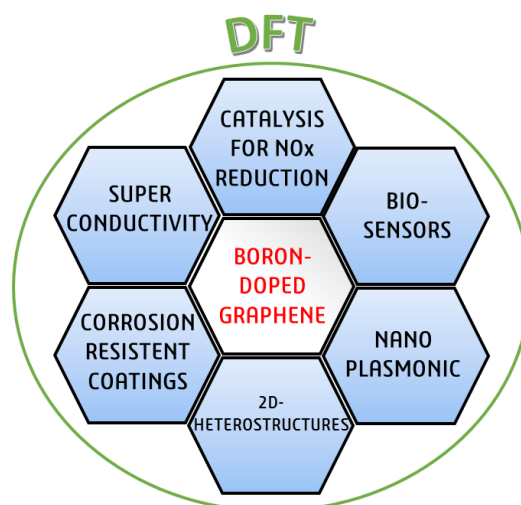 DFT
CATALYSIS
FOR NOx
REDUCTION
SUPER
CONDUCTIVITY
BIO-
SENSORS
BORON-
DOPED
GRAPHENE
CORROSION
RESISTENT
COATINGS
NANO
PLASMONIC
2D-
HETEROSTRUCTURES